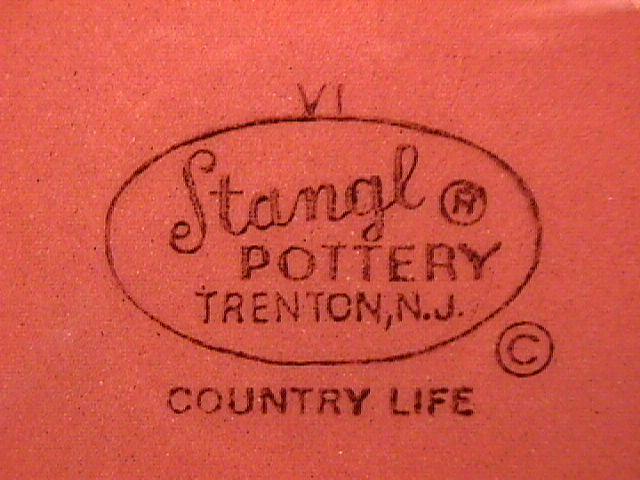 VI
Stangl ®
POTTERY
TRENTON, N.J.
©
COUNTRY LIFE